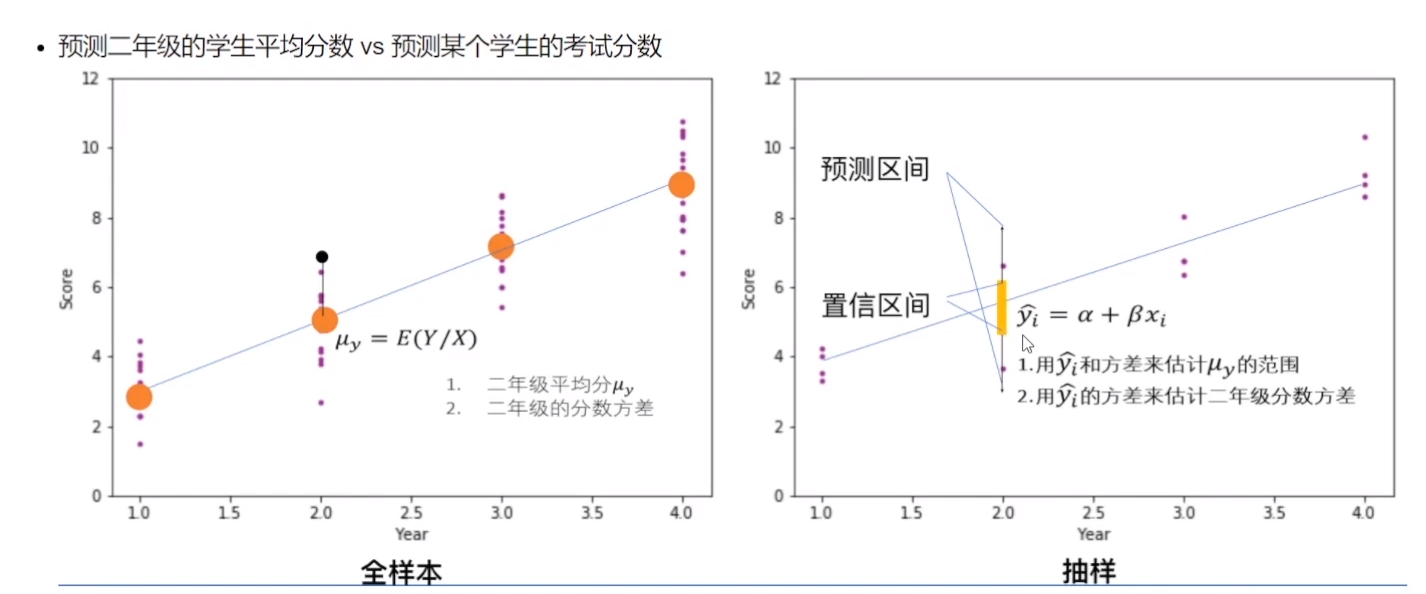 • 预测二年级的学生平均分数 vs 预测某个学生的考试分数
12
10
8
6
4
2
0
Score
1.0 1.5 2.0 2.5 3.0 3.5 4.0
Year
μ_y = E(Y/X)
1. 二年级平均分μ_y
2. 二年级的分数方差
全样本
12
10
8
6
4
2
0
Score
1.0 1.5 2.0 2.5 3.0 3.5 4.0
Year
预测区间
置信区间
ŷ_i = α + βx_i
1.用ŷ_i和方差来估计μ_y的范围
2.用ŷ_i的方差来估计二年级分数方差
抽样